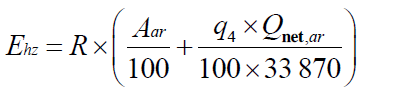 E_hz = R × ( A_ar / 100 + q_4 × Q_net,ar / 100 × 33 870 )